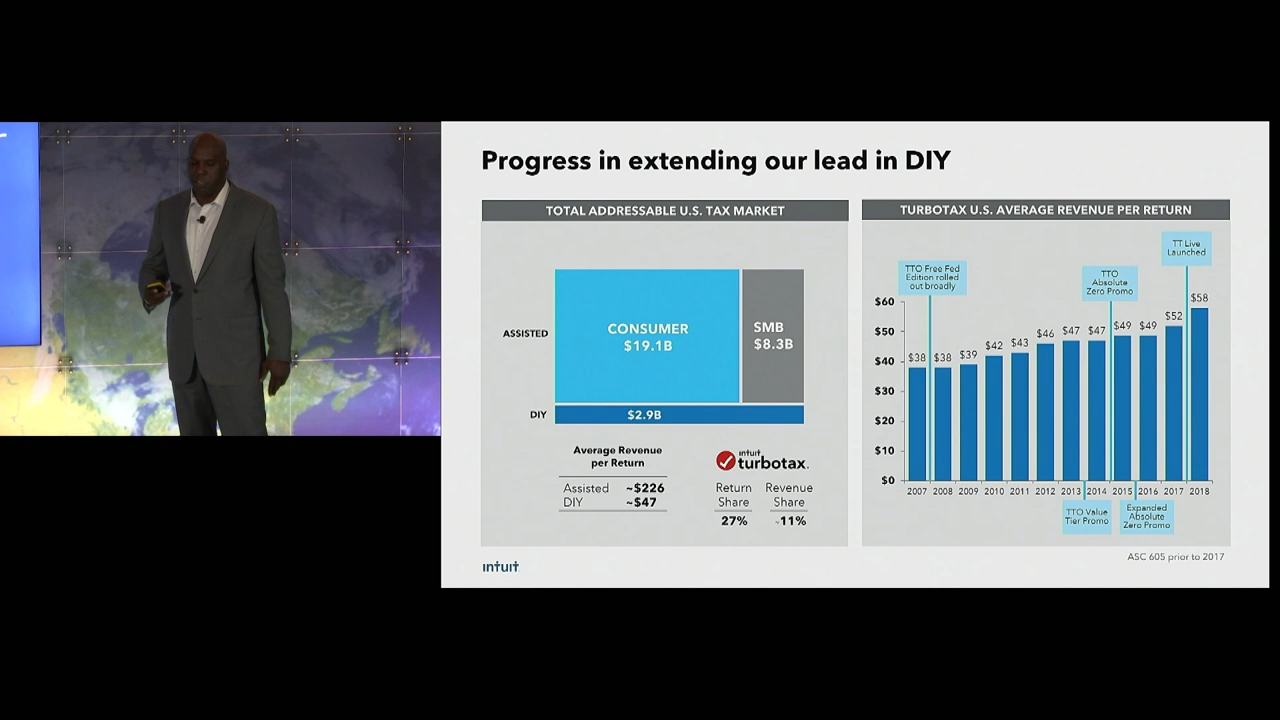 Progress in extending our lead in DIY
TOTAL ADDRESSABLE U.S. TAX MARKET
ASSISTED
CONSUMER
$19.1B
SMB
$8.3B
DIY
$2.9B
Average Revenue
per Return
Assisted ~$226
DIY ~$47
intuit
turbotax.
Return Revenue
Share Share
27% ~11%
TURBOTAX U.S. AVERAGE REVENUE PER RETURN
TTO Free Fed
Edition rolled
out broadly
TTO
Absolute
Zero Promo
TT Live
Launched
$60
$50
$40
$30
$20
$10
$0
$38 $38 $39 $42 $43 $46 $47 $47 $49 $49 $52 $58
2007 2008 2009 2010 2011 2012 2013 2014 2015 2016 2017 2018
TTO Value
Tier Promo
Expanded
Absolute
Zero Promo
ASC 605 prior to 2017
intuit